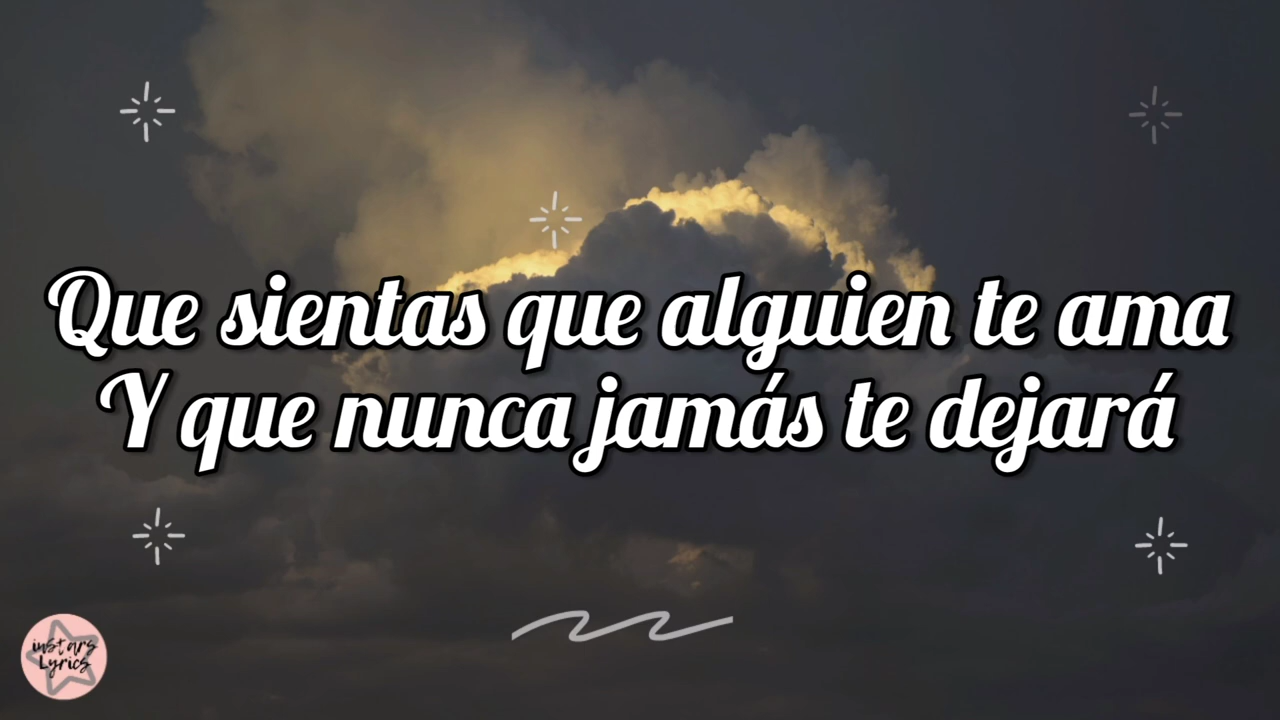 Que sientas que alguien te ama
Y que nunca jamás te dejará
inStars
Lyrics